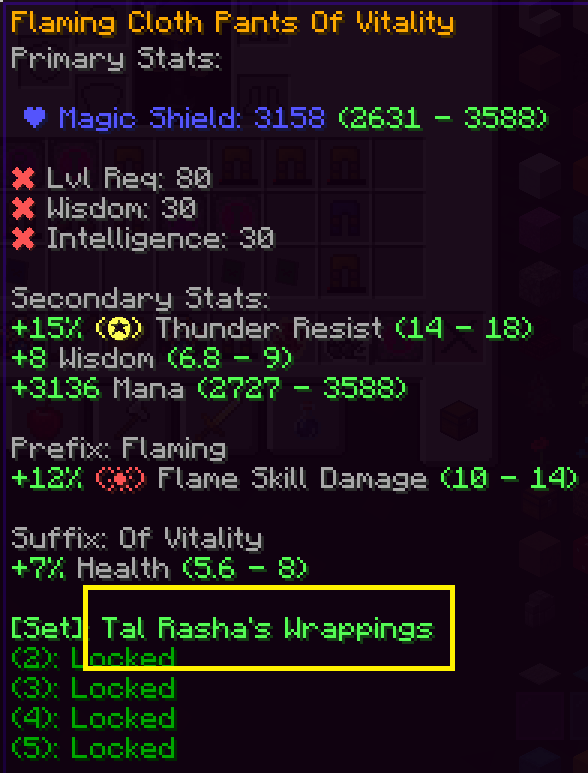 Flaming Cloth Pants Of Vitality
Primary Stats:
Magic Shield: 3158 (2631 - 3588)
Lvl Req: 80
Wisdom: 30
Intelligence: 30
Secondary Stats:
+15% (✪) Thunder Resist (14 - 18)
+8 Wisdom (6.8 - 9)
+3136 Mana (2727 - 3588)
Prefix: Flaming
+12% Flame Skill Damage (10 - 14)
Suffix: Of Vitality
+7% Health (5.6 - 8)
[Set]: Tal Rasha's Wrappings
(2): Locked
(3): Locked
(4): Locked
(5): Locked